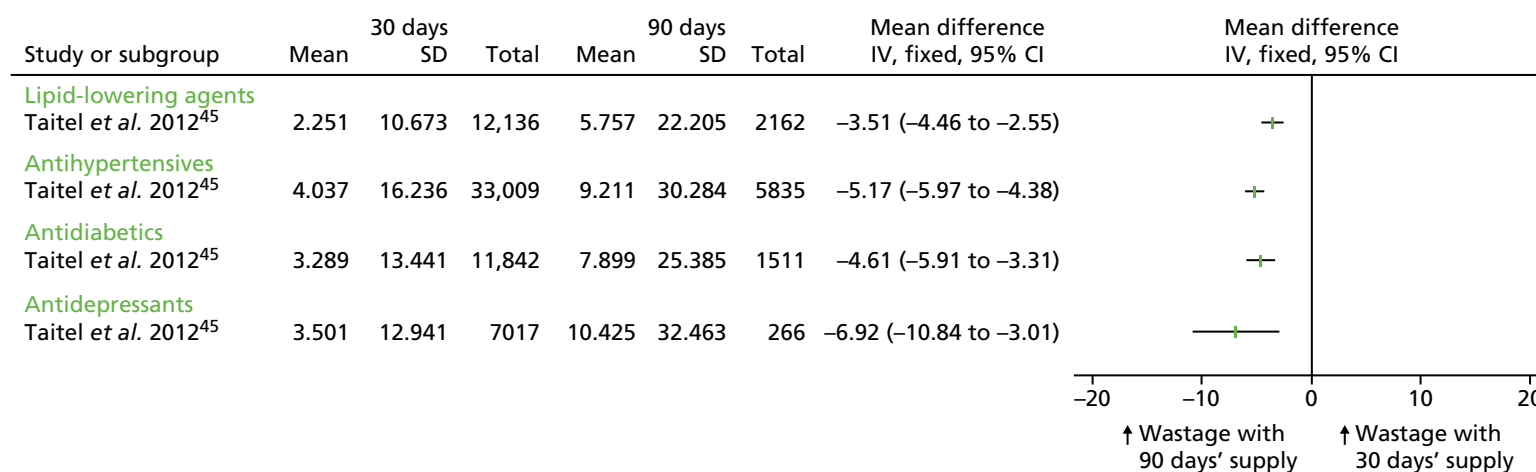 30 days 90 days Mean difference Mean difference
Study or subgroup Mean SD Total Mean SD Total IV, fixed, 95% CI IV, fixed, 95% CI
Lipid-lowering agents
Taitel et al. 2012⁴⁵ 2.251 10.673 12,136 5.757 22.205 2162 –3.51 (–4.46 to –2.55)
Antihypertensives
Taitel et al. 2012⁴⁵ 4.037 16.236 33,009 9.211 30.284 5835 –5.17 (–5.97 to –4.38)
Antidiabetics
Taitel et al. 2012⁴⁵ 3.289 13.441 11,842 7.899 25.385 1511 –4.61 (–5.91 to –3.31)
Antidepressants
Taitel et al. 2012⁴⁵ 3.501 12.941 7017 10.425 32.463 266 –6.92 (–10.84 to –3.01)
–20 –10 0 10 20
↑ Wastage with ↑ Wastage with
90 days’ supply 30 days’ supply